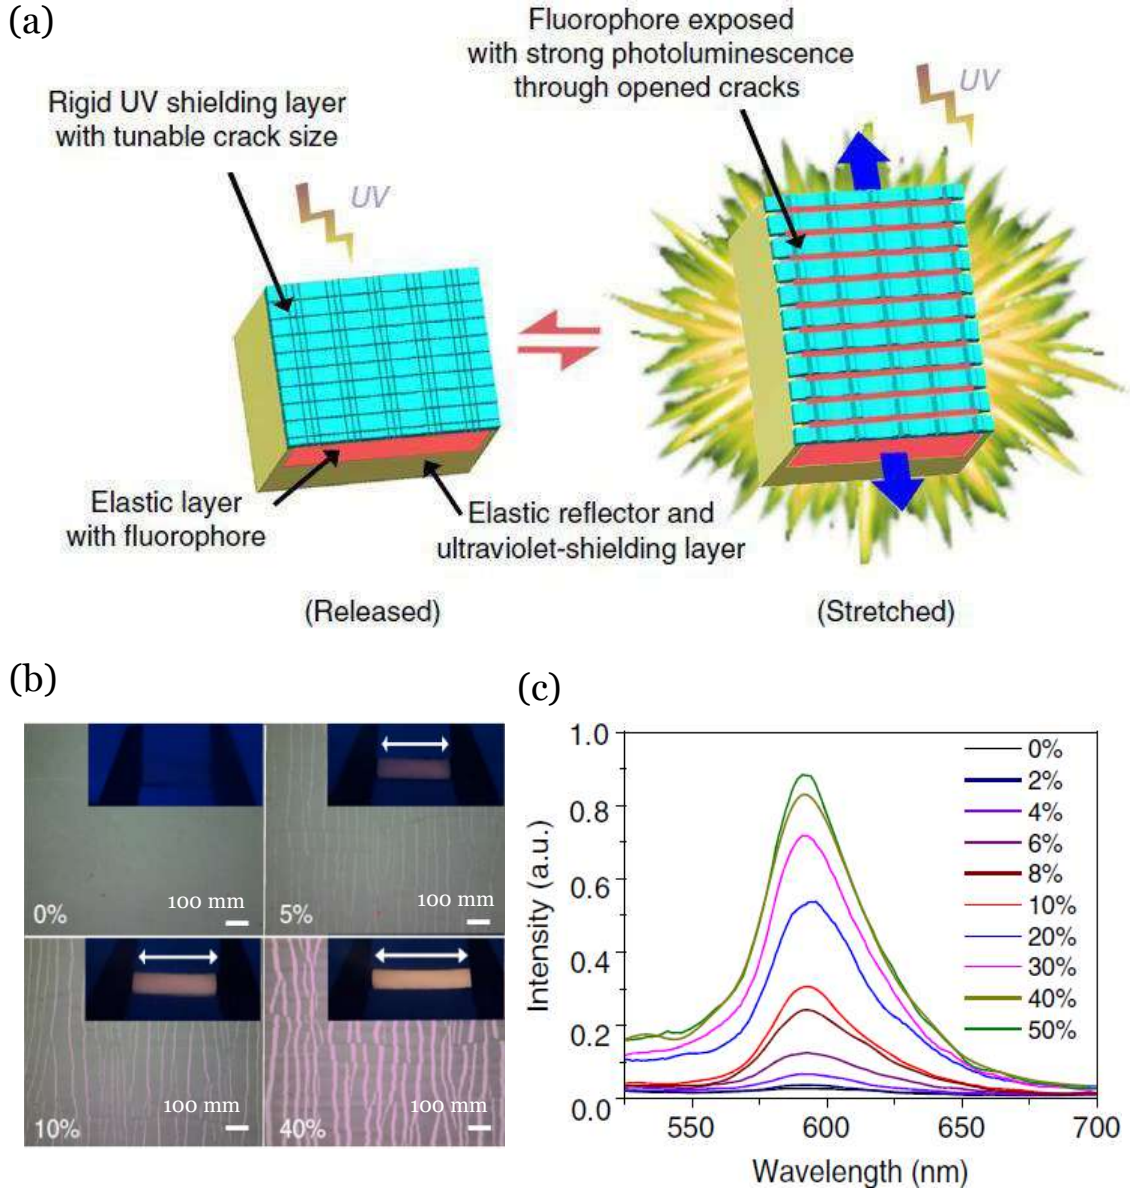 (a)
Fluorophore exposed
with strong photoluminescence
through opened cracks
Rigid UV shielding layer
with tunable crack size
UV
UV
Elastic layer
with fluorophore
Elastic reflector and
ultraviolet-shielding layer
(Released)
(Stretched)
(b)
0%
100 mm
5%
100 mm
10%
100 mm
40%
100 mm
(c)
Intensity (a.u.)
1.0
0.8
0.6
0.4
0.2
0.0
550
600
650
700
Wavelength (nm)
0%
2%
4%
6%
8%
10%
20%
30%
40%
50%